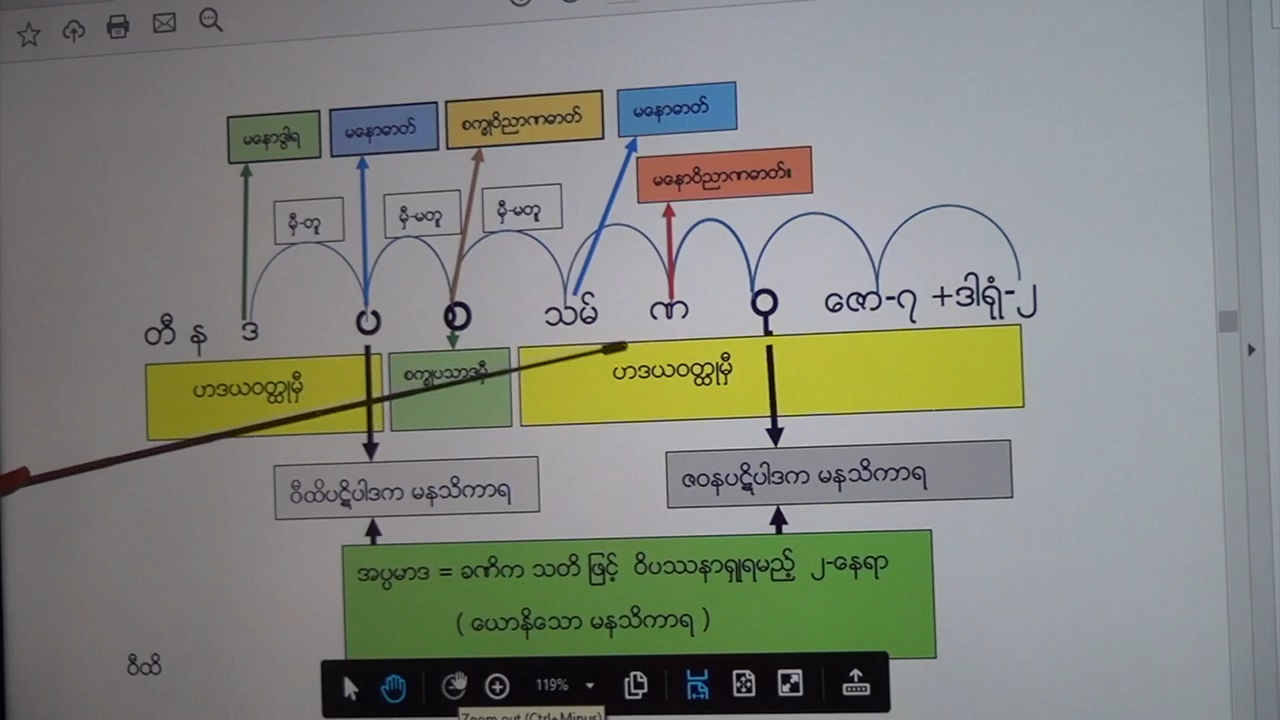 မနောဒွါရ
မနောဓာတ်
စက္ခုဝိညာဏဓာတ်
မနောဓာတ်
မနောဝိညာဏဓာတ်။
မှီ-တူ
မှီ-မတူ
မှီ-မတူ
တီ န ဒ ပ စ သမ် ဏ ဝု ဇော-၇ +ဒါရုံ-၂
ဟဒယဝတ္ထုမှီ
စက္ခုပသာဒမှီ
ဟဒယဝတ္ထုမှီ
ဝီထိပဋိပါဒက မနသိကာရ
ဇဝနပဋိပါဒက မနသိကာရ
အပ္ပမာဒ = ခဏိက သတိ ဖြင့် ဝိပဿနာရှုရမည့် ၂-နေရာ
( ယောနိသော မနသိကာရ )
ဝီထိ
119%
Zoom out (Ctrl+Minus)